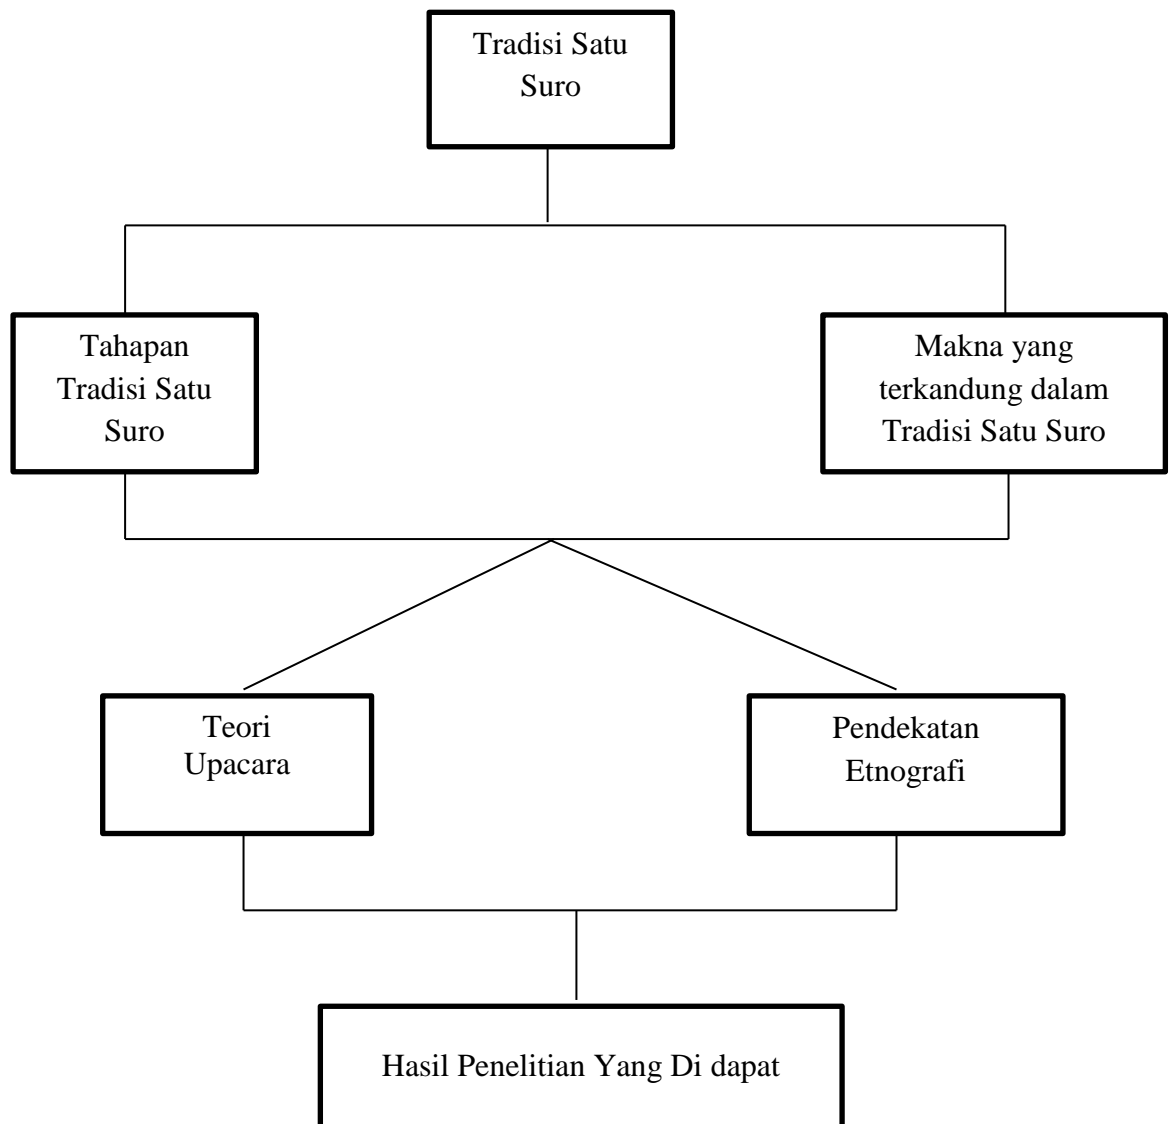 Tradisi Satu
Suro
Tahapan
Tradisi Satu
Suro
Makna yang
terkandung dalam
Tradisi Satu Suro
Teori
Upacara
Pendekatan
Etnografi
Hasil Penelitian Yang Di dapat